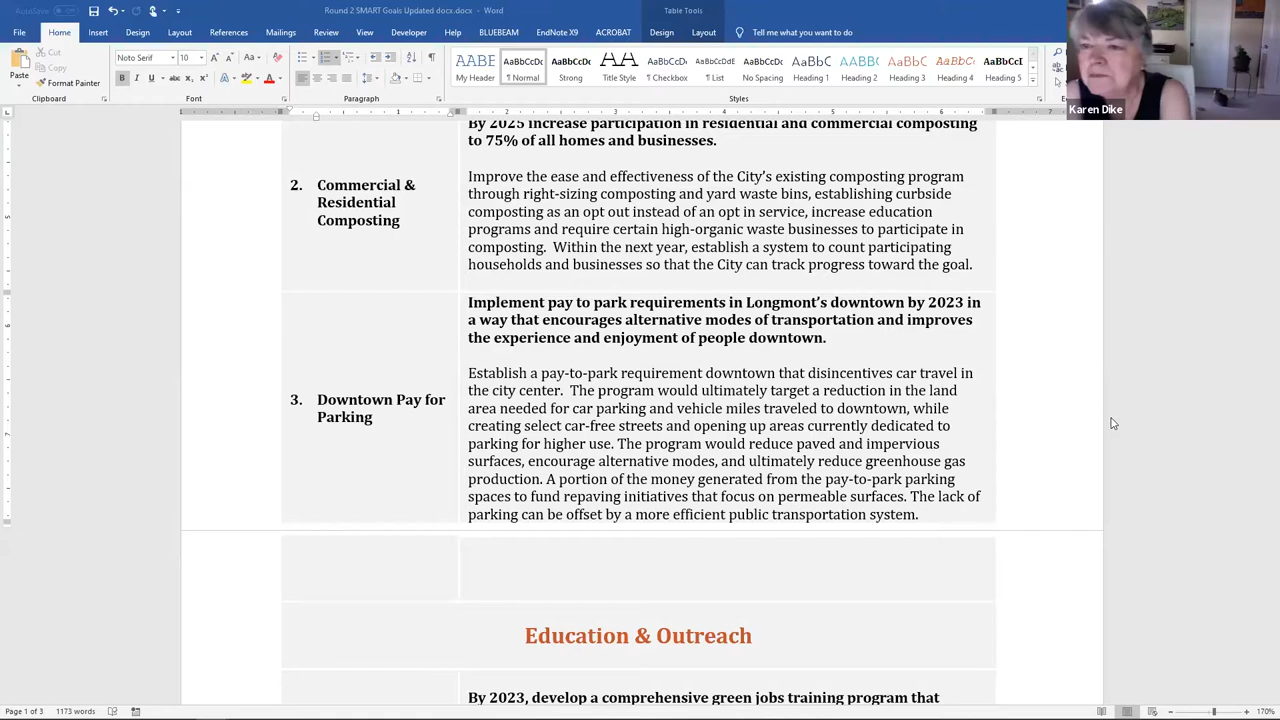 AutoSave Off Round 2 SMART Goals Updated docx.docx - Word Table Tools
File Home Insert Draw Design Layout References Mailings Review View Developer Help BLUEBEAM EndNote X9 ACROBAT Design Layout Tell me what you want to do
Paste Cut Copy Format Painter
Noto Serif 10
AABE AaBbCcDc AaBbCcDc AA AaBbCcDc AaBbCcDc AaBbCcDc AaBbC AABBC AaBbC AaBbCc AaBbCcI
My Header ¶ Normal Strong Title Style ¶ Checkbox ¶ List No Spacing Heading 1 Heading 2 Heading 3 Heading 4 Heading 5
Clipboard Font Paragraph Styles
Karen Dike
By 2025 increase participation in residential and commercial composting
to 75% of all homes and businesses.
2. Commercial &
Residential
Composting
Improve the ease and effectiveness of the City's existing composting program
through right-sizing composting and yard waste bins, establishing curbside
composting as an opt out instead of an opt in service, increase education
programs and require certain high-organic waste businesses to participate in
composting. Within the next year, establish a system to count participating
households and businesses so that the City can track progress toward the goal.
Implement pay to park requirements in Longmont's downtown by 2023 in
a way that encourages alternative modes of transportation and improves
the experience and enjoyment of people downtown.
3. Downtown Pay for
Parking
Establish a pay-to-park requirement downtown that disincentives car travel in
the city center. The program would ultimately target a reduction in the land
area needed for car parking and vehicle miles traveled to downtown, while
creating select car-free streets and opening up areas currently dedicated to
parking for higher use. The program would reduce paved and impervious
surfaces, encourage alternative modes, and ultimately reduce greenhouse gas
production. A portion of the money generated from the pay-to-park parking
spaces to fund repaving initiatives that focus on permeable surfaces. The lack of
parking can be offset by a more efficient public transportation system.
Education & Outreach
By 2023, develop a comprehensive green jobs training program that
Page 1 of 3 1173 words 170%